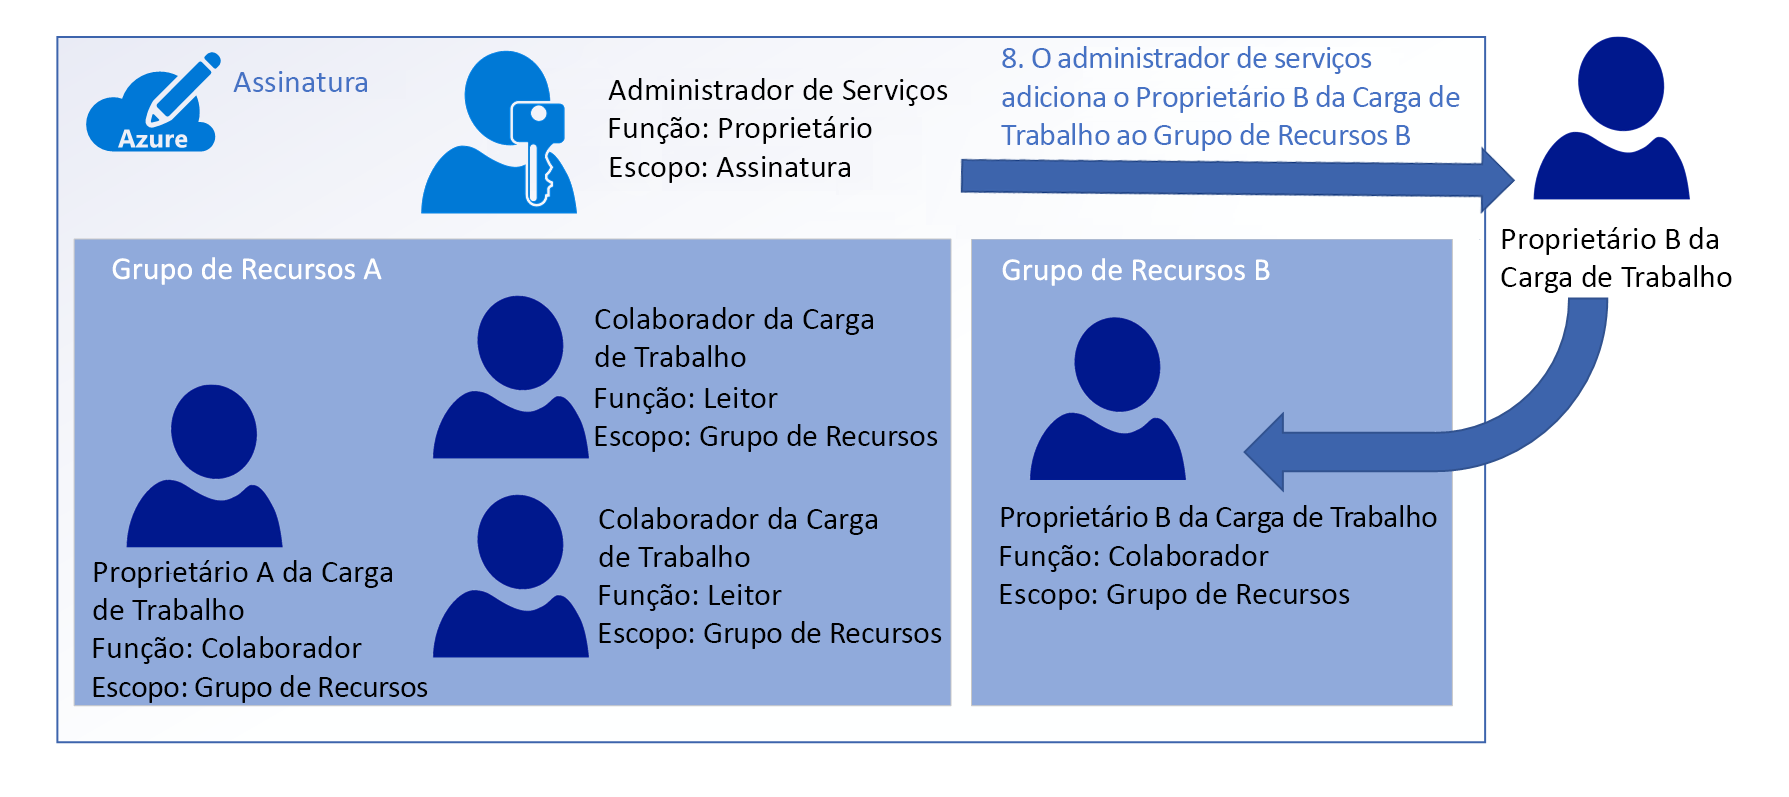 Azure
Assinatura
Administrador de Serviços
Função: Proprietário
Escopo: Assinatura
8. O administrador de serviços
adiciona o Proprietário B da Carga de
Trabalho ao Grupo de Recursos B
Proprietário B da
Carga de Trabalho
Grupo de Recursos A
Colaborador da Carga
de Trabalho
Função: Leitor
Escopo: Grupo de Recursos
Colaborador da Carga
de Trabalho
Função: Leitor
Escopo: Grupo de Recursos
Proprietário A da Carga
de Trabalho
Função: Colaborador
Escopo: Grupo de Recursos
Grupo de Recursos B
Proprietário B da Carga de Trabalho
Função: Colaborador
Escopo: Grupo de Recursos